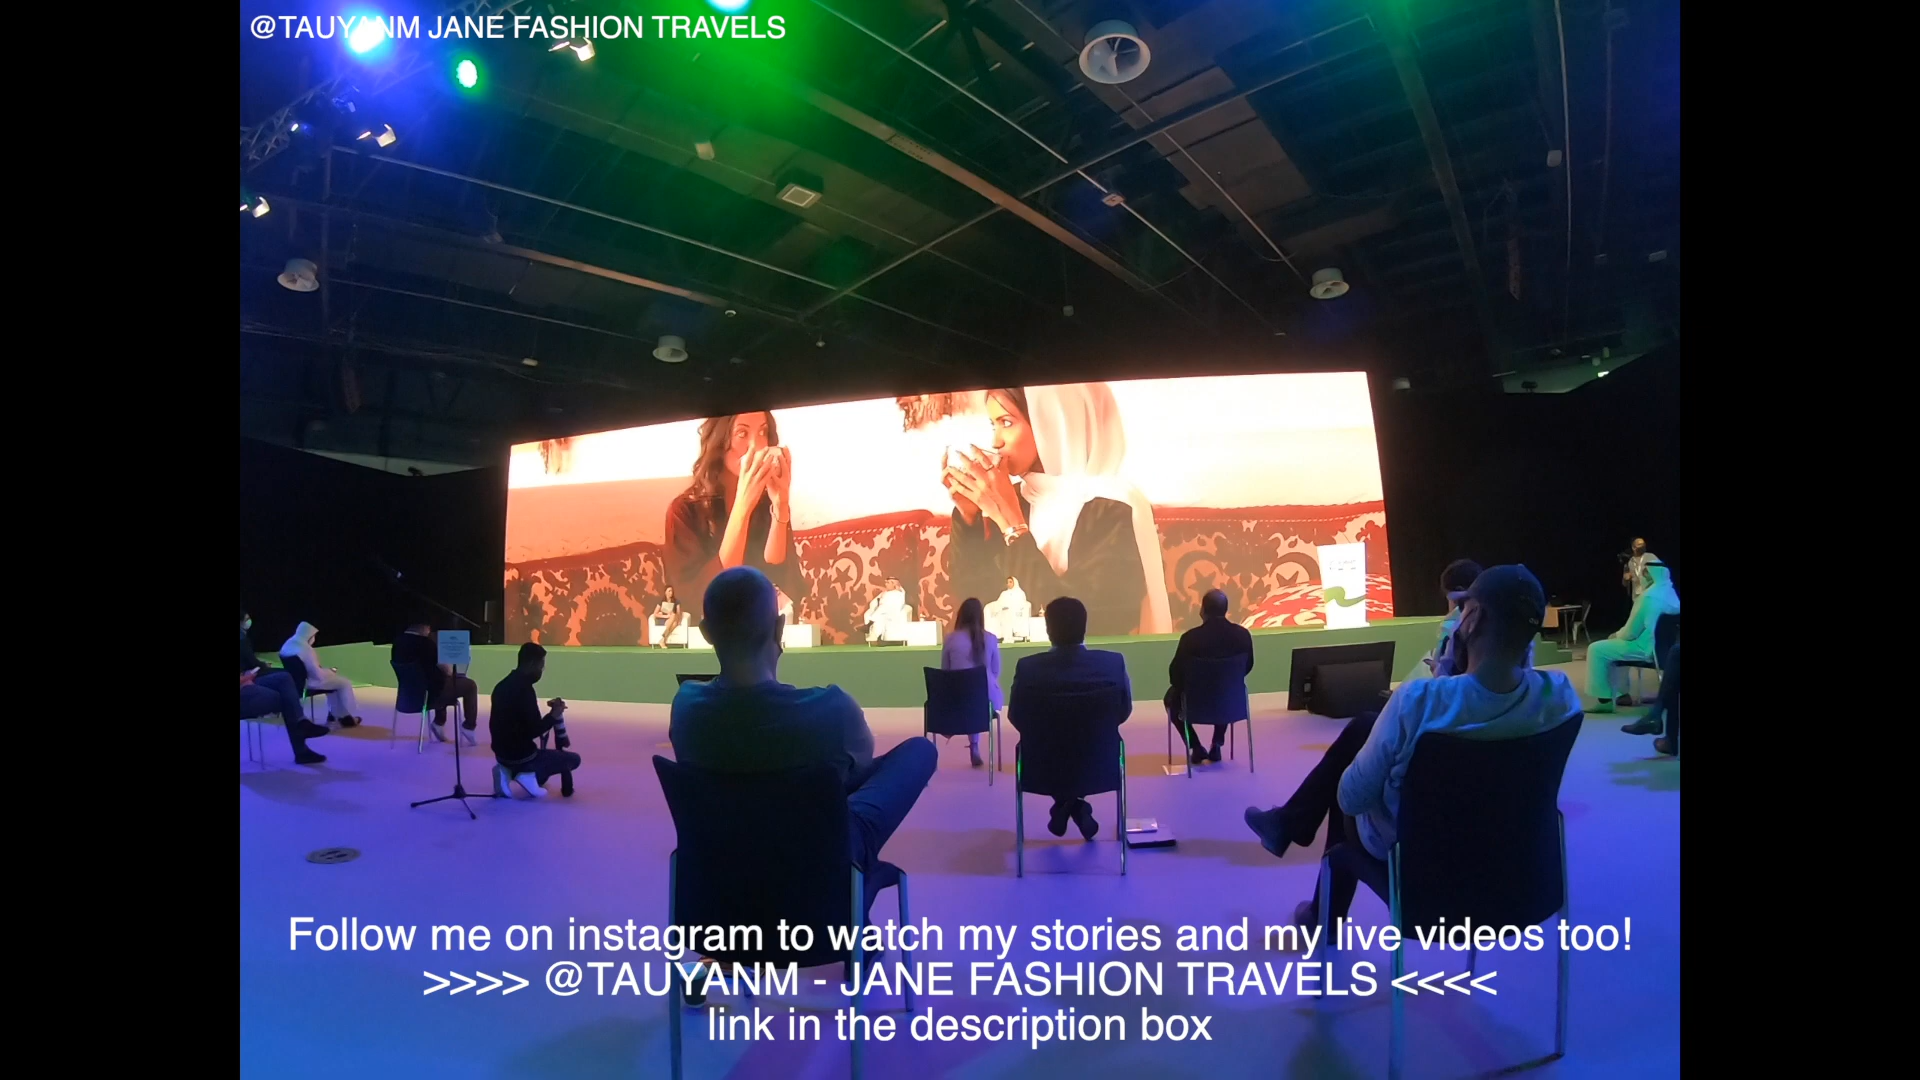 @TAUYANM JANE FASHION TRAVELS
Follow me on instagram to watch my stories and my live videos too!
>>>> @TAUYANM - JANE FASHION TRAVELS <<<<
link in the description box